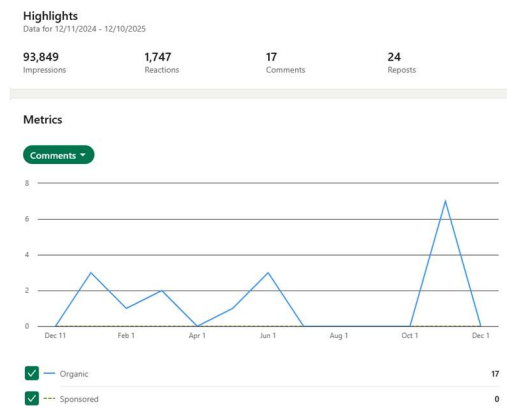 Highlights
Data for 12/11/2024 - 12/10/2025
93,849 1,747 17 24
Impressions Reactions Comments Reposts
Metrics
Comments
8
6
4
2
0
Dec 11 Feb 1 Apr 1 Jun 1 Aug 1 Oct 1 Dec 1
Organic 17
Sponsored 0